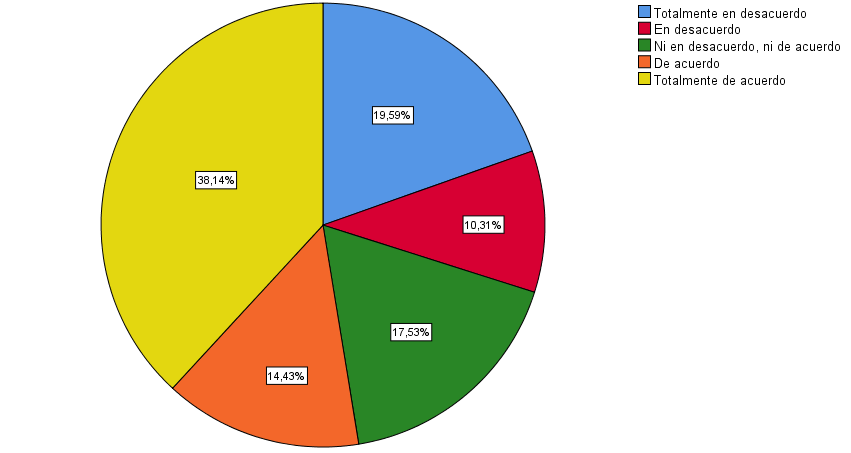 Totalmente en desacuerdo
En desacuerdo
Ni en desacuerdo, ni de acuerdo
De acuerdo
Totalmente de acuerdo
19,59%
38,14%
10,31%
17,53%
14,43%